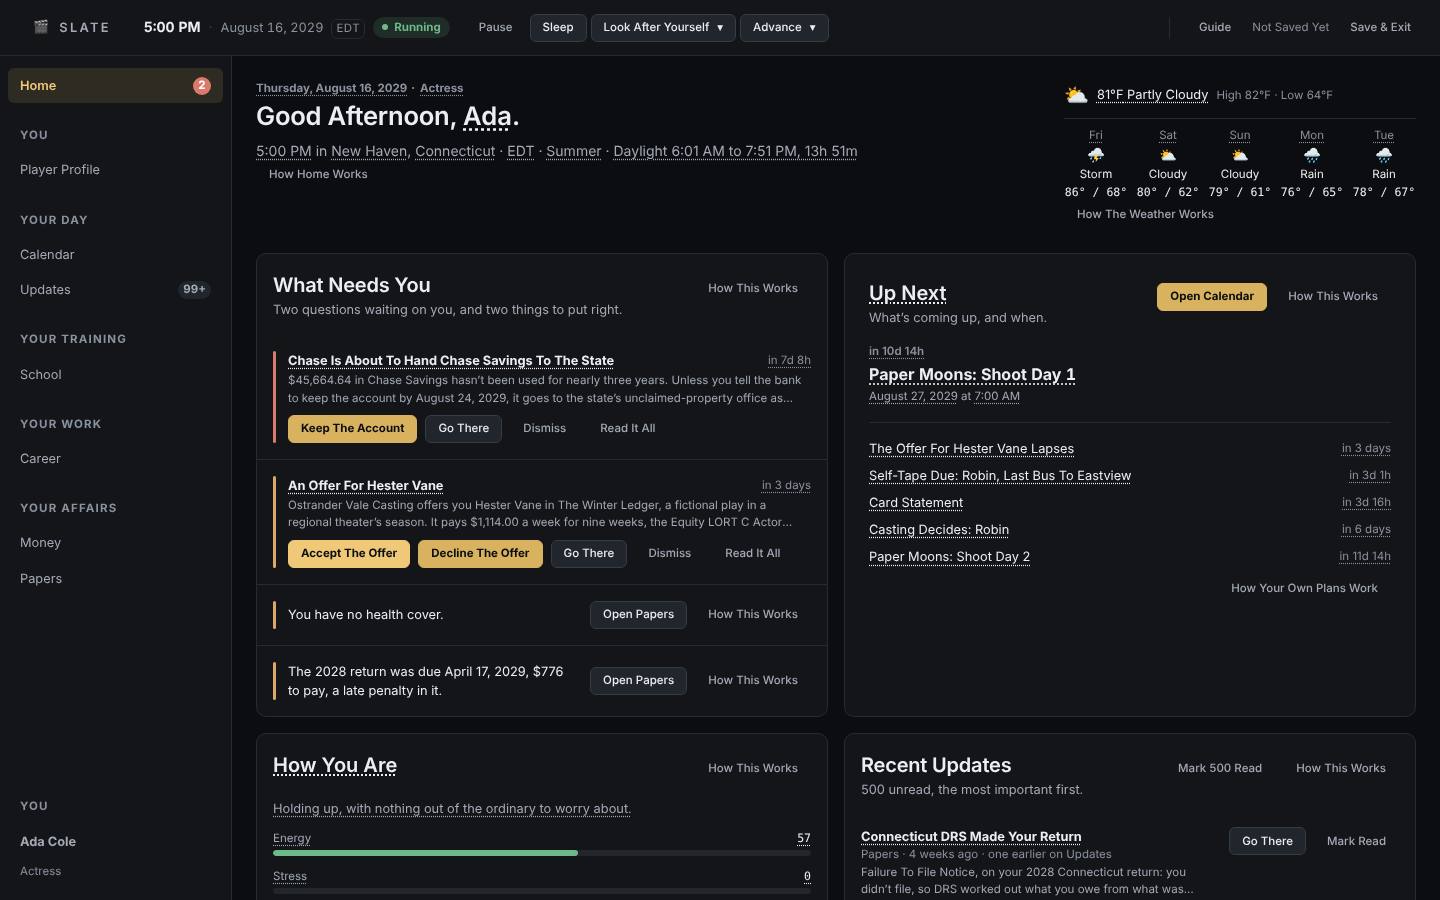 SLATE
5:00 PM · August 16, 2029 EDT Running
Pause Sleep Look After Yourself ▾ Advance ▾
Guide Not Saved Yet Save & Exit
Home 2
YOU
Player Profile
YOUR DAY
Calendar
Updates 99+
YOUR TRAINING
School
YOUR WORK
Career
YOUR AFFAIRS
Money
Papers
YOU
Ada Cole
Actress
Thursday, August 16, 2029 · Actress
Good Afternoon, Ada.
5:00 PM in New Haven, Connecticut · EDT · Summer · Daylight 6:01 AM to 7:51 PM, 13h 51m
How Home Works
81°F Partly Cloudy High 82°F · Low 64°F
Fri Sat Sun Mon Tue
Storm Cloudy Cloudy Rain Rain
86° / 68° 80° / 62° 79° / 61° 76° / 65° 78° / 67°
How The Weather Works
What Needs You How This Works
Two questions waiting on you, and two things to put right.
Chase Is About To Hand Chase Savings To The State in 7d 8h
$45,664.64 in Chase Savings hasn't been used for nearly three years. Unless you tell the bank
to keep the account by August 24, 2029, it goes to the state's unclaimed-property office as…
Keep The Account Go There Dismiss Read It All
An Offer For Hester Vane in 3 days
Ostrander Vale Casting offers you Hester Vane in The Winter Ledger, a fictional play in a
regional theater's season. It pays $1,114.00 a week for nine weeks, the Equity LORT C Actor…
Accept The Offer Decline The Offer Go There Dismiss Read It All
You have no health cover. Open Papers How This Works
The 2028 return was due April 17, 2029, $776
to pay, a late penalty in it.
Open Papers How This Works
Up Next Open Calendar How This Works
What's coming up, and when.
in 10d 14h
Paper Moons: Shoot Day 1
August 27, 2029 at 7:00 AM
The Offer For Hester Vane Lapses in 3 days
Self-Tape Due: Robin, Last Bus To Eastview in 3d 1h
Card Statement in 3d 16h
Casting Decides: Robin in 6 days
Paper Moons: Shoot Day 2 in 11d 14h
How Your Own Plans Work
How You Are How This Works
Holding up, with nothing out of the ordinary to worry about.
Energy 57
Stress 0
Recent Updates Mark 500 Read How This Works
500 unread, the most important first.
Connecticut DRS Made Your Return Go There Mark Read
Papers · 4 weeks ago · one earlier on Updates
Failure To File Notice, on your 2028 Connecticut return: you
didn't file, so DRS worked out what you owe from what was…